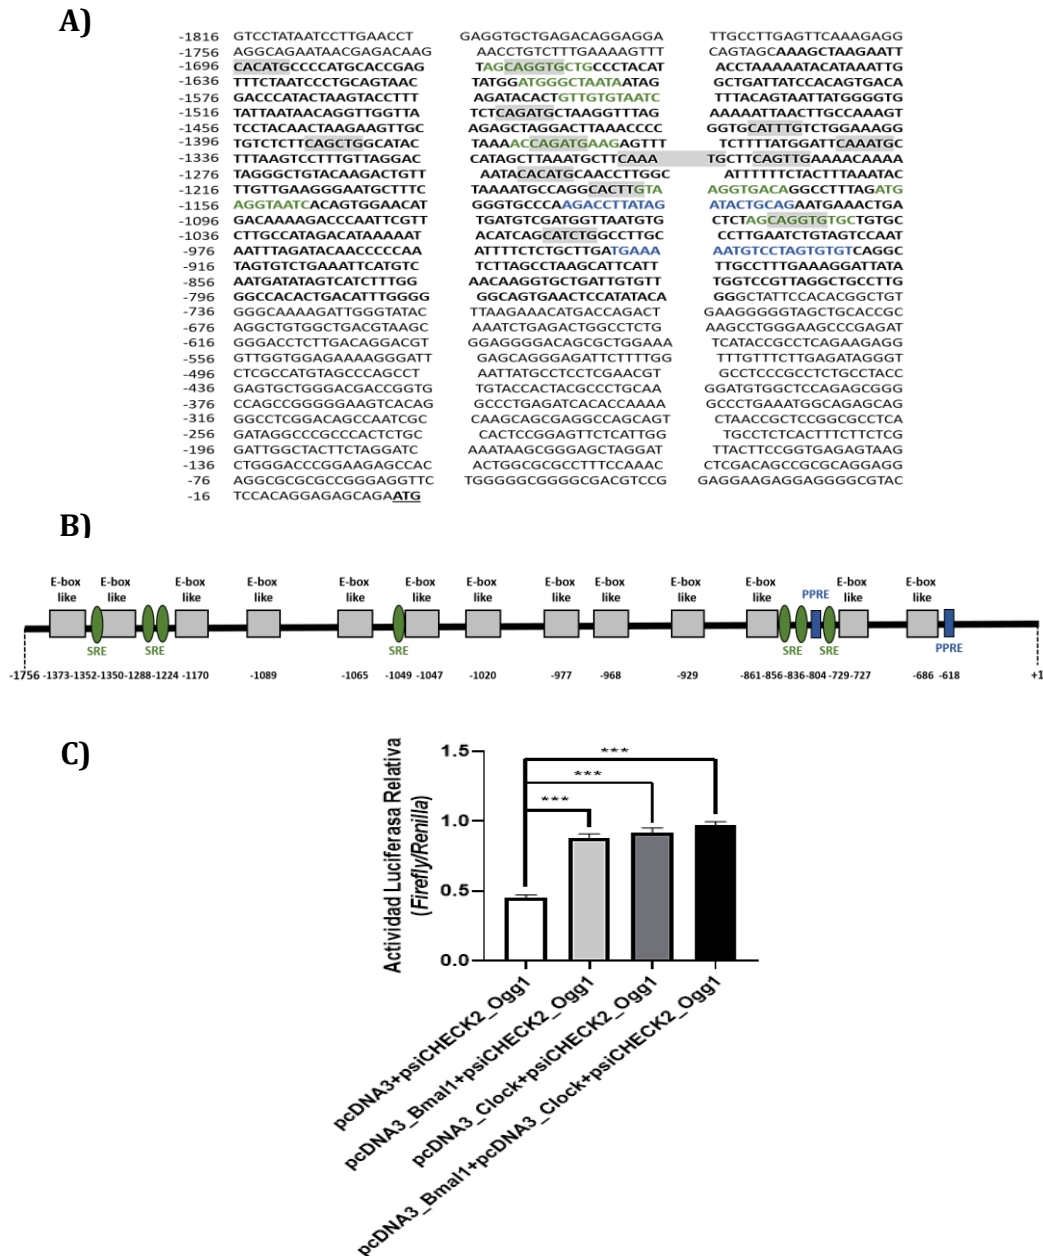 A)
-1816 GTCCTATAATCCTTGAACCT GAGGTGCTGAGACAGGAGGA TTGCCTTGAGTTCAAAGAGG
-1756 AGGCAGAATAACGAGACAAG AACCTGTCTTTGAAAAGTTT CAGTAGCAAAGCTAAGAATT
-1696 CACATGCCCCATGCACCGAG TAGCAGGTGCTGCCCTACAT ACCTAAAAATACATAAATTG
-1636 TTTCTAATCCCTGCAGTAAC TATGGATGGGCTAATAATAG GCTGATTATCCACAGTGACA
-1576 GACCCATACTAAGTACCTTT AGATACACTGTTGTGTAATC TTTACAGTAATTATGGGGTG
-1516 TATTAATAACAGGTTGGTTA TCTCAGATGCTAAGGTTTAG AAAAATTAACTTGCCAAAGT
-1456 TCCTACAACTAAGAAGTTGC AGAGCTAGGACTTAAACCCC GGGTGCATTTGTCTGGAAAGG
-1396 TGTCTCTTCAGCTGGCATAC TAAAACCAGATGAAGAGTTT TCTTTTATGGATTCAAATGC
-1336 TTTAAGTCCTTTGTTAGGAC CATAGCTTAAATGCTTCAAA TGCTTCAGTTGAAAACAAAA
-1276 TAGGGCTGTACAAGACTGTT AATACACATGCAACCTTGGC ATTTTTTCTACTTTAAATAC
-1216 TTGTTGAAGGGAATGCTTTC TAAAATGCCAGGCACTTGTA AAGGTGACAGGCCTTTAGATG
-1156 AGGTAATCACAGTGGAACAT GGGTGCCCAAGACCTTATAG ATACTGCAGAATGAAACTGA
-1096 GACAAAAGACCCAATTCGTT TGATGTCGATGGTTAATGTG CTCTAGCAGGTGTGCTGTGC
-1036 CTTGCCATAGACATAAAAAT ACATCAGCATCTGGCCTTGC CCTTGAATCTGTAGTCCAAT
-976 AATTTAGATACAACCCCCAA ATTTTCTCTGCTTGATGAAA AATGTCCTAGTGTGTCAGGC
-916 TAGTGTCTGAAATTCATGTC TCTTAGCCTAAGCATTCATT TTGCCTTTGAAAGGATTATA
-856 AATGATATAGTCATCTTTGG AACAAGGTGCTGATTGTGTT TGGTCCGTTAGGCTGCCTTG
-796 GGCCACACTGACATTTGGGG GGCAGTGAACTCCATATACA GGGCTATTCCACACGGCTGT
-736 GGGCAAAAGATTGGGTATAC TTAAGAAACATGACCAGACT GAAGGGGGTAGCTGCACCGC
-676 AGGCTGTGGCTGACGTAAGC AAATCTGAGACTGGCCTCTG AAGCCTGGGAAGCCCGAGAT
-616 GGGACCTCTTGACAGGACGT GGAGGGGACAGCGCTGGAAA TCATACCGCCTCAGAAGAGG
-556 GTTGGTGGAGAAAAGGGATT GAGCAGGGAGATTCTTTTGG TTTGTTTCTTGAGATAGGGT
-496 CTCGCCATGTAGCCCAGCCT AATTATGCCTCCTCGAACGT GCCTCCCGCCTCTGCCTACC
-436 GAGTGCTGGGACGACCGGTG TGTACCACTACGCCCTGCAA GGATGTGGCTCCAGAGCGGG
-376 CCAGCCGGGGGAAGTCACAG GCCCTGAGATCACACCAAAA GCCCTGAAATGGCAGAGCAG
-316 GGCCTCGGACAGCCAATCGC CAAGCAGCGAGGCCAGCAGT CTAACCGCTCCGGCGCCTCA
-256 GATAGGCCCGCCCACTCTGC CACTCCGGAGTTCTCATTGG TGCCTCTCACTTTCTTCTCG
-196 GATTGGCTACTTCTAGGATC AAATAAGCGGGAGCTAGGAT TTACTTCCGGTGAGAGTAAG
-136 CTGGGACCCGGAAGAGCCAC ACTGGCGCGCCTTTCCAAAC CTCGACAGCCGCGCAGGAGG
-76 AGGCGCGCGCCGGGAGGTTC TGGGGGCGGGGCGACGTCCG GAGGAAGAGGAGGGGCGTAC
-16 TCCACAGGAGAGCAGAATG
B)
E-box like E-box like E-box like E-box like E-box like E-box like E-box like E-box like E-box like E-box like E-box like E-box like E-box like
PPRE
SRE SRE SRE SRE SRE
PPRE
-1756 -1373 -1352 -1350 -1288 -1224 -1170 -1089 -1065 -1049 -1047 -1020 -977 -968 -929 -861 -856 -836 -804 -729 -727 -686 -618 +1
C)
Actividad Luciferasa Relativa
(Firefly/Renilla)
1.5
1.0
0.5
0.0
***
***
***
pcDNA3+psiCHECK2_Ogg1
pcDNA3_Bmal1+psiCHECK2_Ogg1
pcDNA3_Clock+psiCHECK2_Ogg1
pcDNA3_Bmal1+pcDNA3_Clock+psiCHECK2_Ogg1